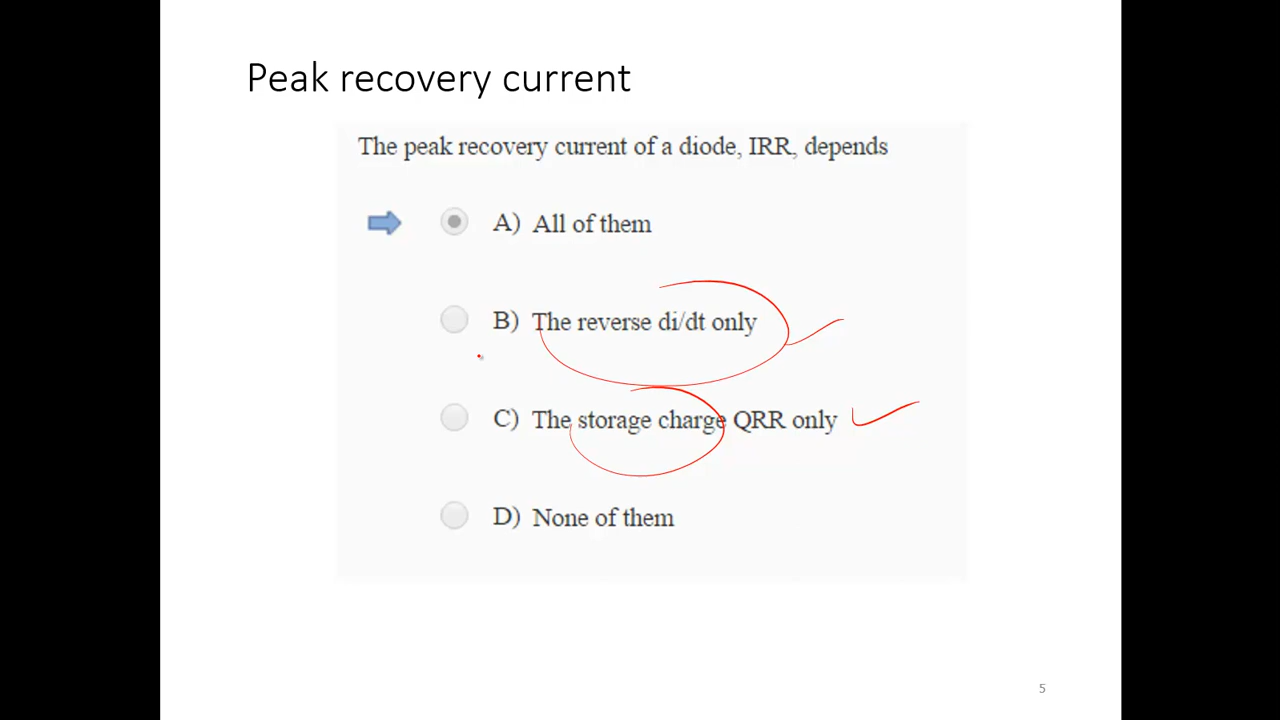 Peak recovery current
The peak recovery current of a diode, IRR, depends
A) All of them
B) The reverse di/dt only
C) The storage charge QRR only
D) None of them
5